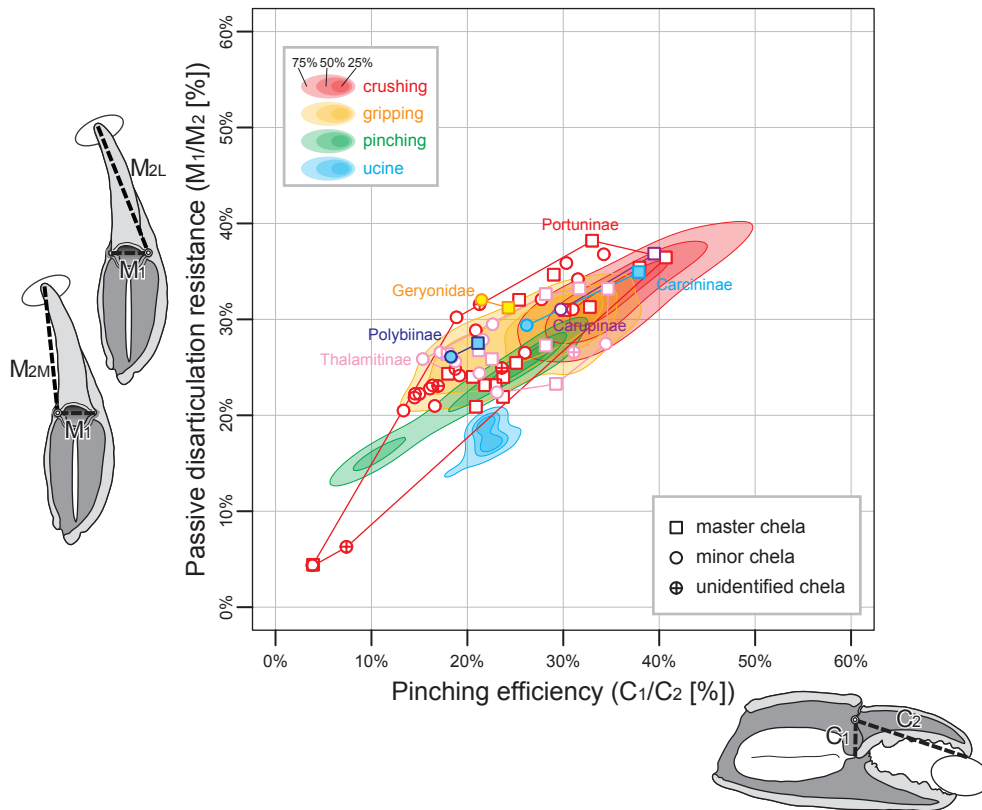 60%
50%
40%
30%
20%
10%
0%
Passive disarticulation resistance (M1/M2 [%])
75% 50% 25%
crushing
gripping
pinching
ucine
M2L
M1
M2M
M1
Portuninae
Geryonidae
Carcininae
Polybiinae
Carupinae
Thalamitinae
master chela
minor chela
unidentified chela
0% 10% 20% 30% 40% 50% 60%
Pinching efficiency (C1/C2 [%])
C1
C2